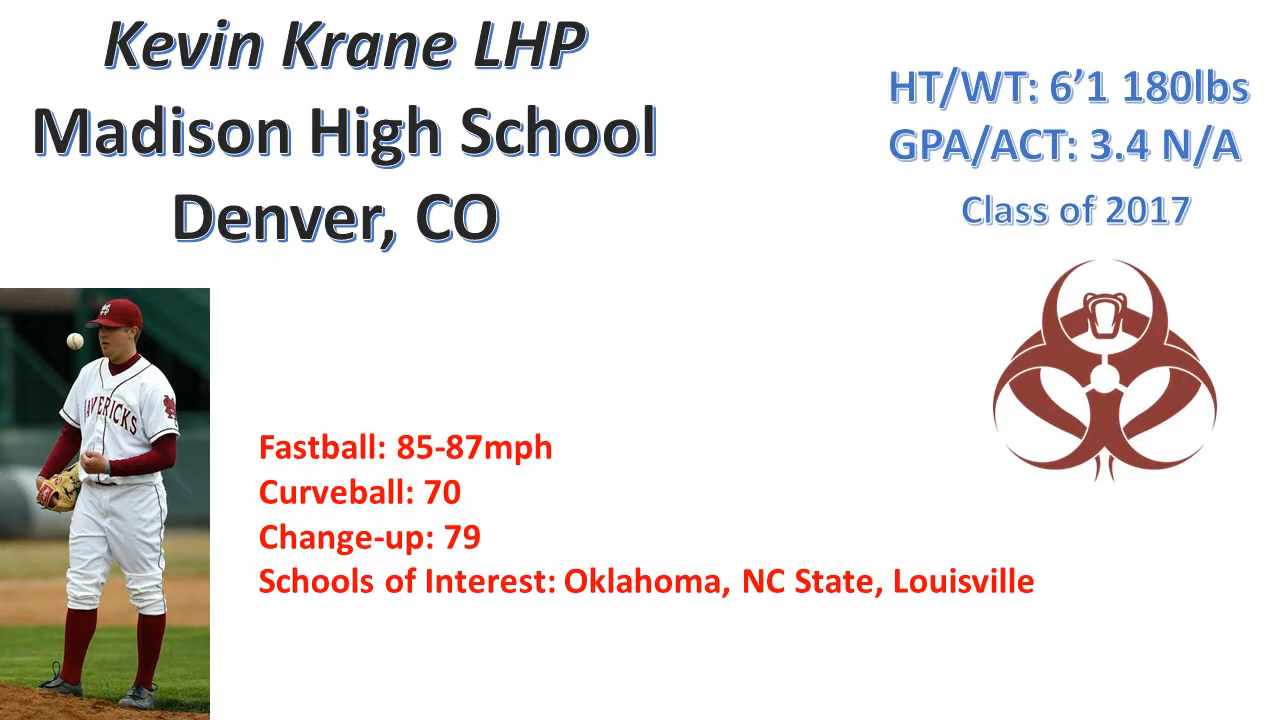 Kevin Krane LHP
Madison High School
Denver, CO
HT/WT: 6’1 180lbs
GPA/ACT: 3.4 N/A
Class of 2017
MAVERICKS
Fastball: 85-87mph
Curveball: 70
Change-up: 79
Schools of Interest: Oklahoma, NC State, Louisville